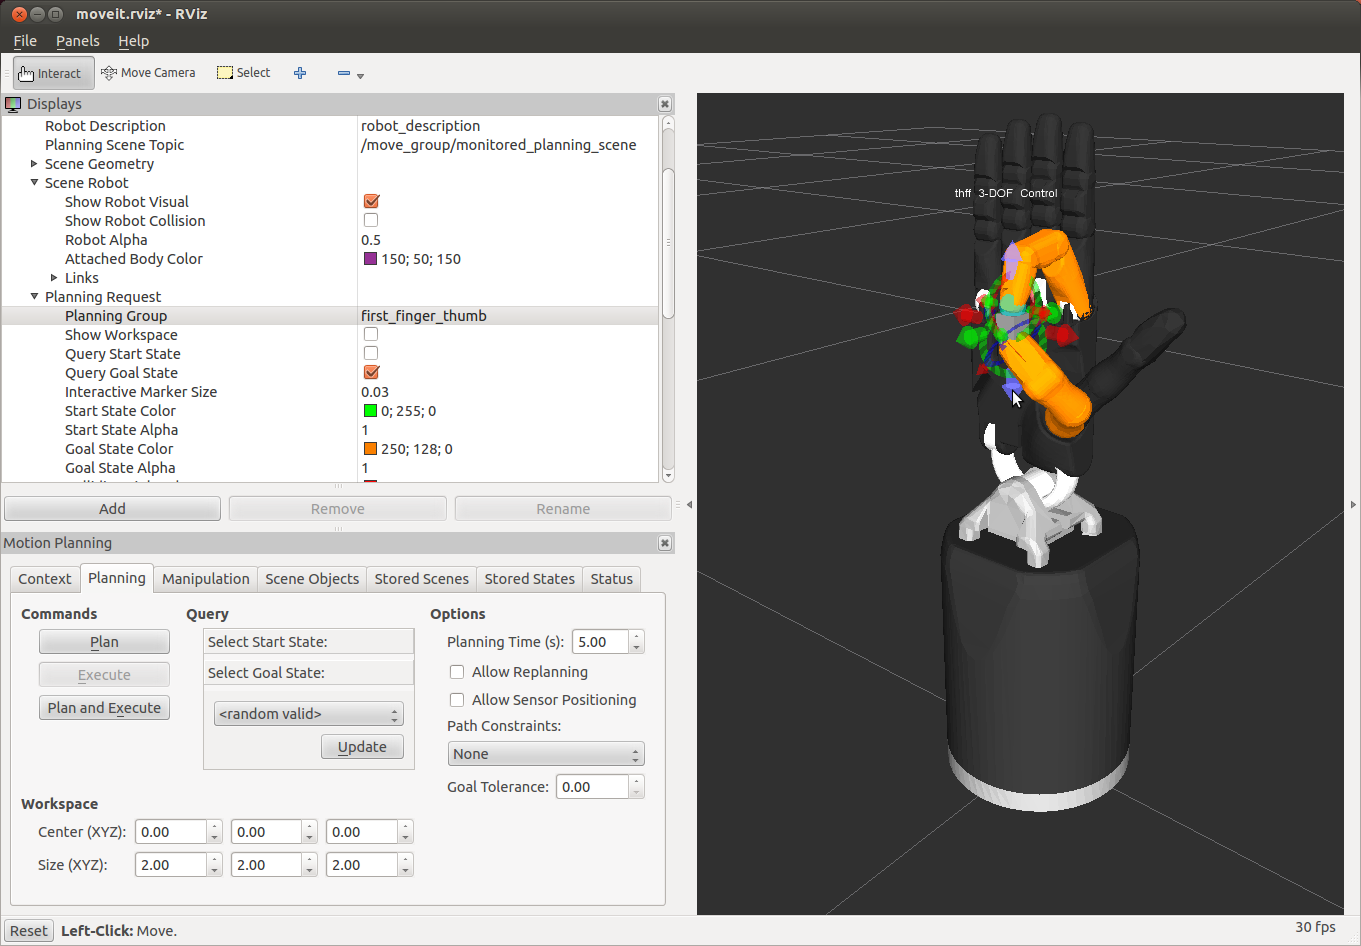 moveit.rviz* - RViz
File Panels Help
Interact Move Camera Select
Displays
Robot Description robot_description
Planning Scene Topic /move_group/monitored_planning_scene
Scene Geometry
Scene Robot
Show Robot Visual
Show Robot Collision
Robot Alpha 0.5
Attached Body Color 150; 50; 150
Links
Planning Request
Planning Group first_finger_thumb
Show Workspace
Query Start State
Query Goal State
Interactive Marker Size 0.03
Start State Color 0; 255; 0
Start State Alpha 1
Goal State Color 250; 128; 0
Goal State Alpha 1
Add Remove Rename
Motion Planning
Context Planning Manipulation Scene Objects Stored Scenes Stored States Status
Commands Query Options
Plan Select Start State: Planning Time (s): 5.00
Execute Select Goal State: Allow Replanning
Plan and Execute <random valid> Allow Sensor Positioning
Update Path Constraints:
None
Goal Tolerance: 0.00
Workspace
Center (XYZ): 0.00 0.00 0.00
Size (XYZ): 2.00 2.00 2.00
thff 3-DOF Control
Reset Left-Click: Move. 30 fps